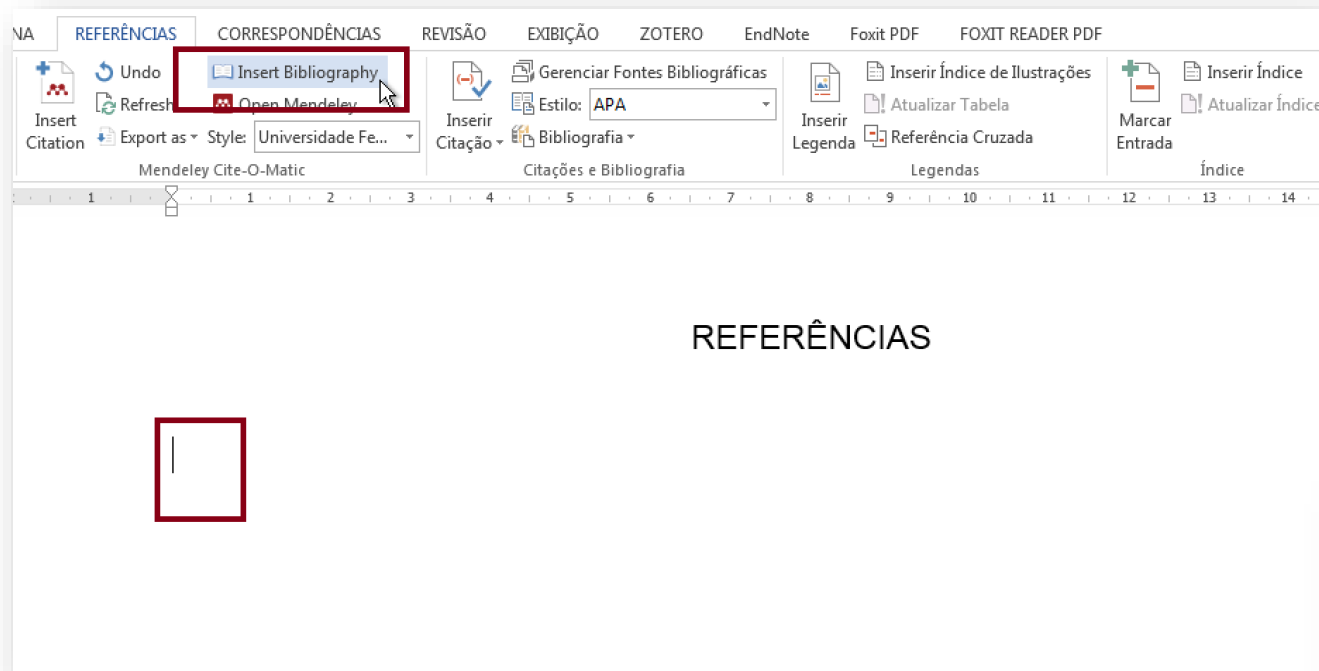 NA REFERÊNCIAS CORRESPONDÊNCIAS REVISÃO EXIBIÇÃO ZOTERO EndNote Foxit PDF FOXIT READER PDF
Insert Citation
Undo
Refresh
Export as
Insert Bibliography
Open Mendeley
Style: Universidade Fe...
Mendeley Cite-O-Matic
Inserir Citação
Gerenciar Fontes Bibliográficas
Estilo: APA
Bibliografia
Citações e Bibliografia
Inserir Legenda
Inserir Índice de Ilustrações
Atualizar Tabela
Referência Cruzada
Legendas
Marcar Entrada
Inserir Índice
Atualizar Índice
Índice
1 1 2 3 4 5 6 7 8 9 10 11 12 13 14
REFERÊNCIAS